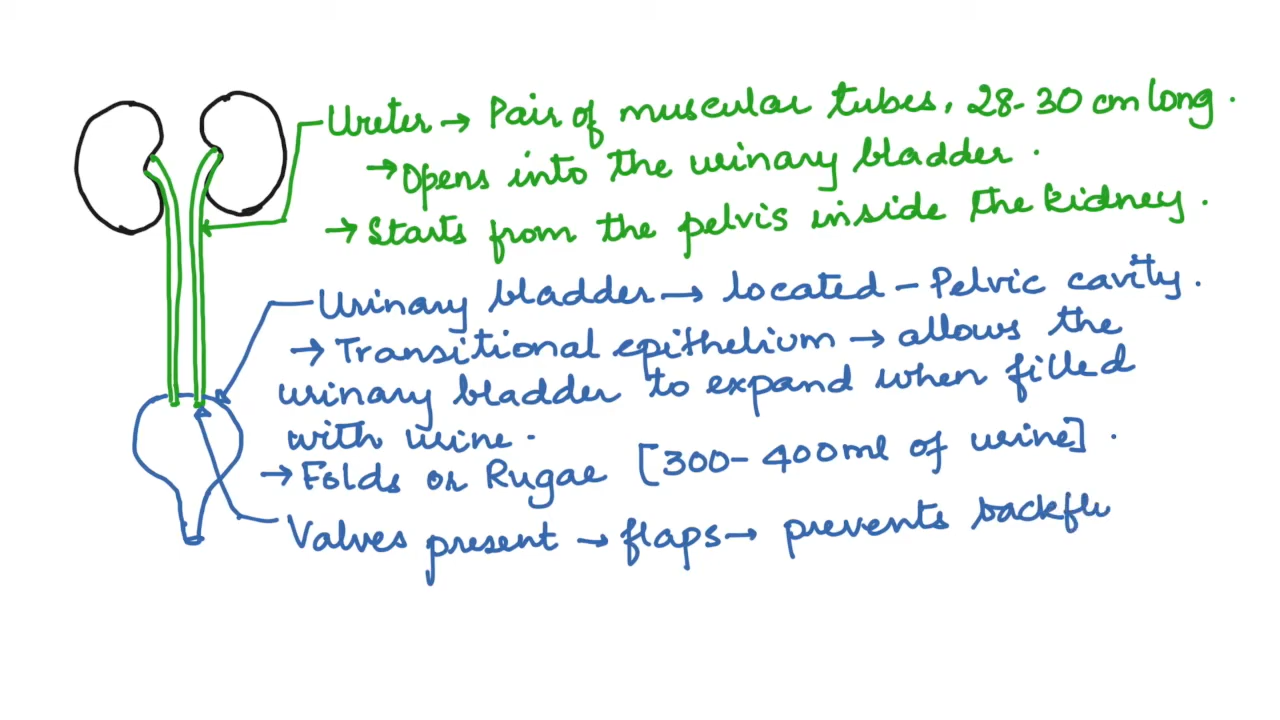 Ureter → Pair of muscular tubes, 28-30 cm long.
→ Opens into the urinary bladder.
→ Starts from the pelvis inside the kidney.
Urinary bladder → located - Pelvic cavity.
→ Transitional epithelium → allows the
urinary bladder to expand when filled
with urine.
→ Folds or Rugae [300-400ml of urine].
Valves present → flaps → prevents backflu